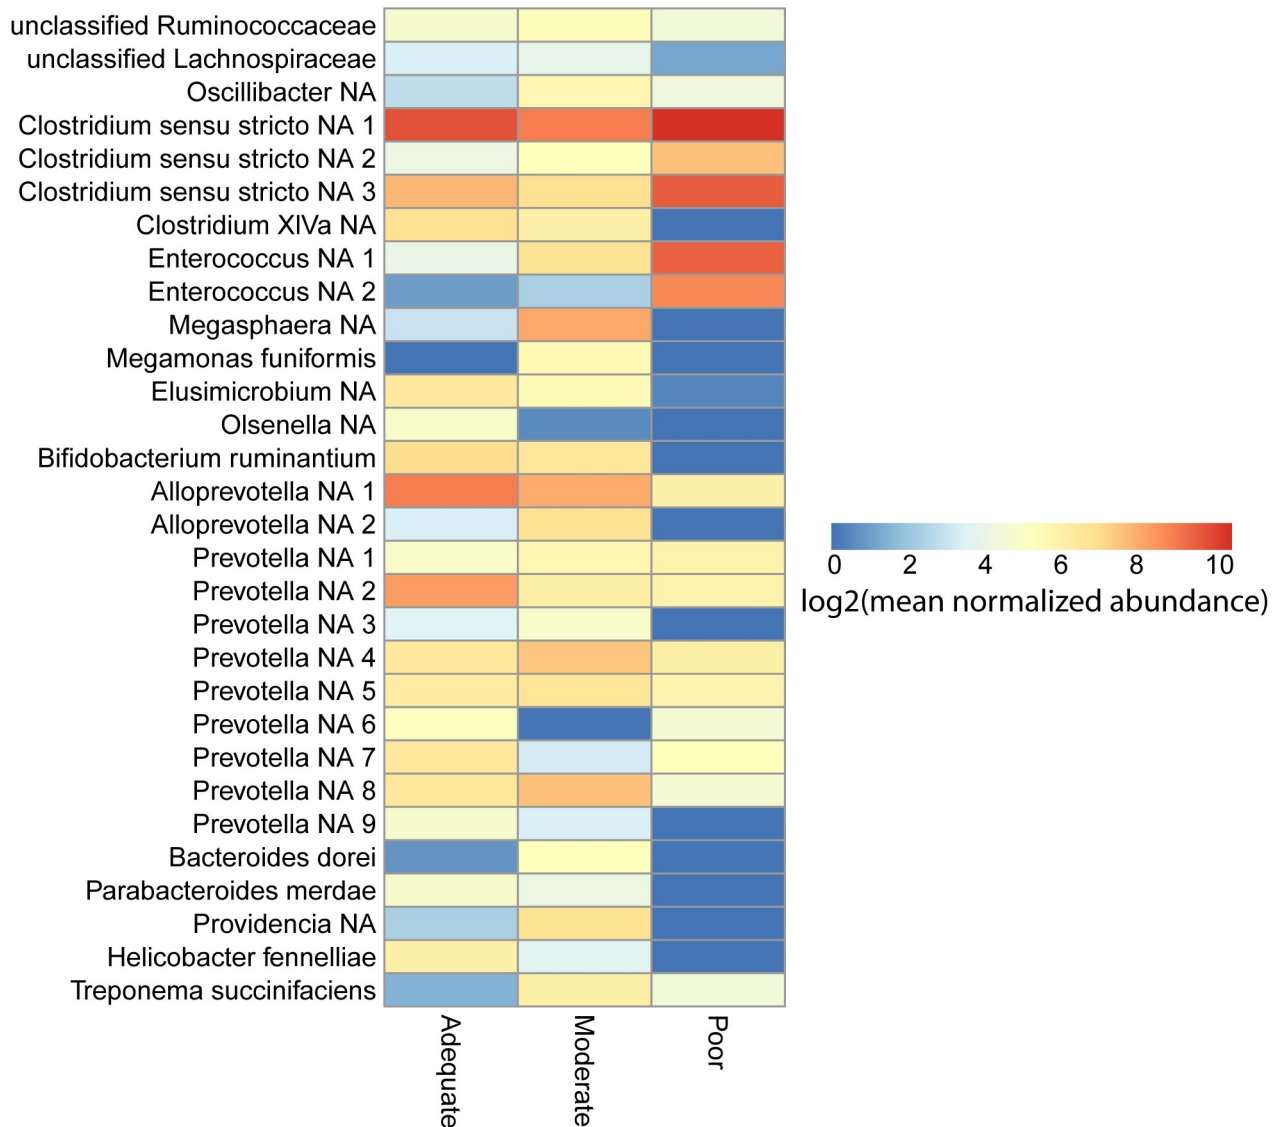 unclassified Ruminococcaceae
unclassified Lachnospiraceae
Oscillibacter NA
Clostridium sensu stricto NA 1
Clostridium sensu stricto NA 2
Clostridium sensu stricto NA 3
Clostridium XIVa NA
Enterococcus NA 1
Enterococcus NA 2
Megasphaera NA
Megamonas funiformis
Elusimicrobium NA
Olsenella NA
Bifidobacterium ruminantium
Alloprevotella NA 1
Alloprevotella NA 2
Prevotella NA 1
Prevotella NA 2
Prevotella NA 3
Prevotella NA 4
Prevotella NA 5
Prevotella NA 6
Prevotella NA 7
Prevotella NA 8
Prevotella NA 9
Bacteroides dorei
Parabacteroides merdae
Providencia NA
Helicobacter fennelliae
Treponema succinifaciens
Adequate
Moderate
Poor
0 2 4 6 8 10
log2(mean normalized abundance)